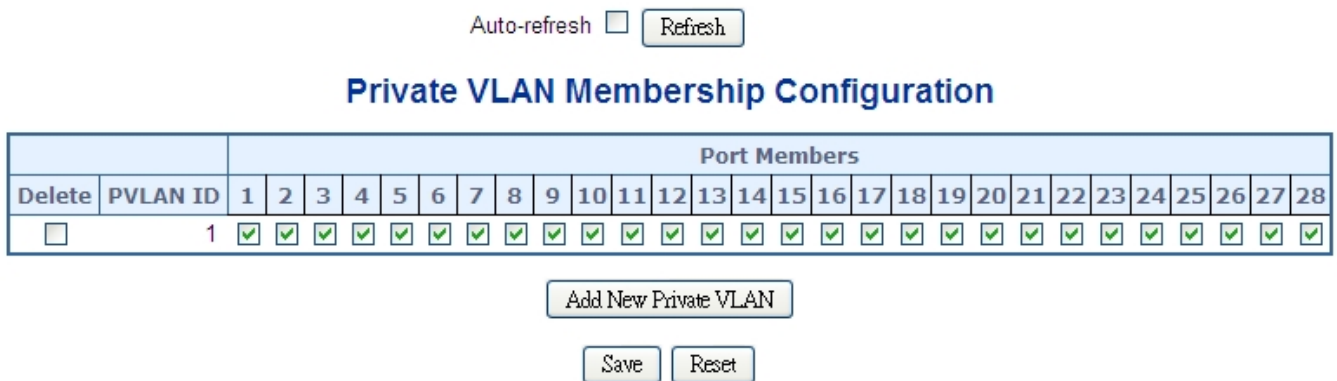 Auto-refresh Refresh
Private VLAN Membership Configuration
Port Members
Delete PVLAN ID 1 2 3 4 5 6 7 8 9 10 11 12 13 14 15 16 17 18 19 20 21 22 23 24 25 26 27 28
1
Add New Private VLAN
Save Reset